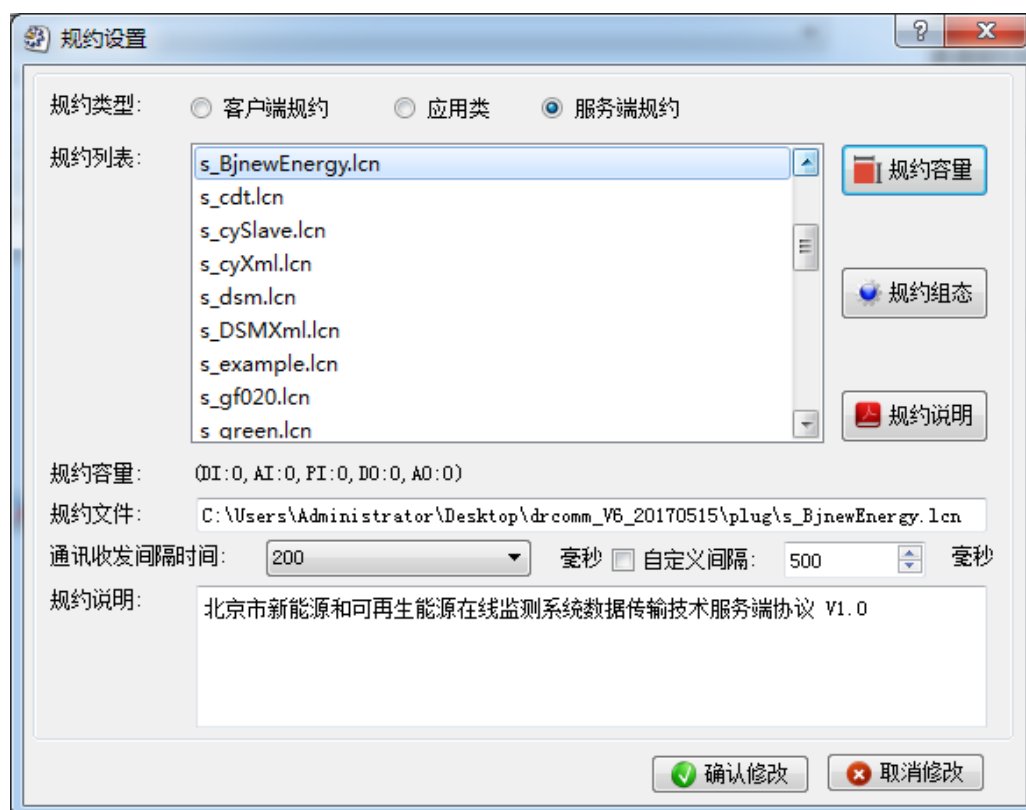 规约设置
规约类型: 客户端规约 应用类 服务端规约
规约列表:
s_BjnewEnergy.lcn
s_cdt.lcn
s_cySlave.lcn
s_cyXml.lcn
s_dsm.lcn
s_DSMXml.lcn
s_example.lcn
s_gf020.lcn
s_green.lcn
规约容量
规约组态
规约说明
规约容量: (DI:0, AI:0, PI:0, DO:0, AO:0)
规约文件: C:\Users\Administrator\Desktop\drcomm_V6_20170515\plug\s_BjnewEnergy.lcn
通讯收发间隔时间: 200 毫秒 自定义间隔: 500 毫秒
规约说明: 北京市新能源和可再生能源在线监测系统数据传输技术服务端协议 V1.0
确认修改 取消修改